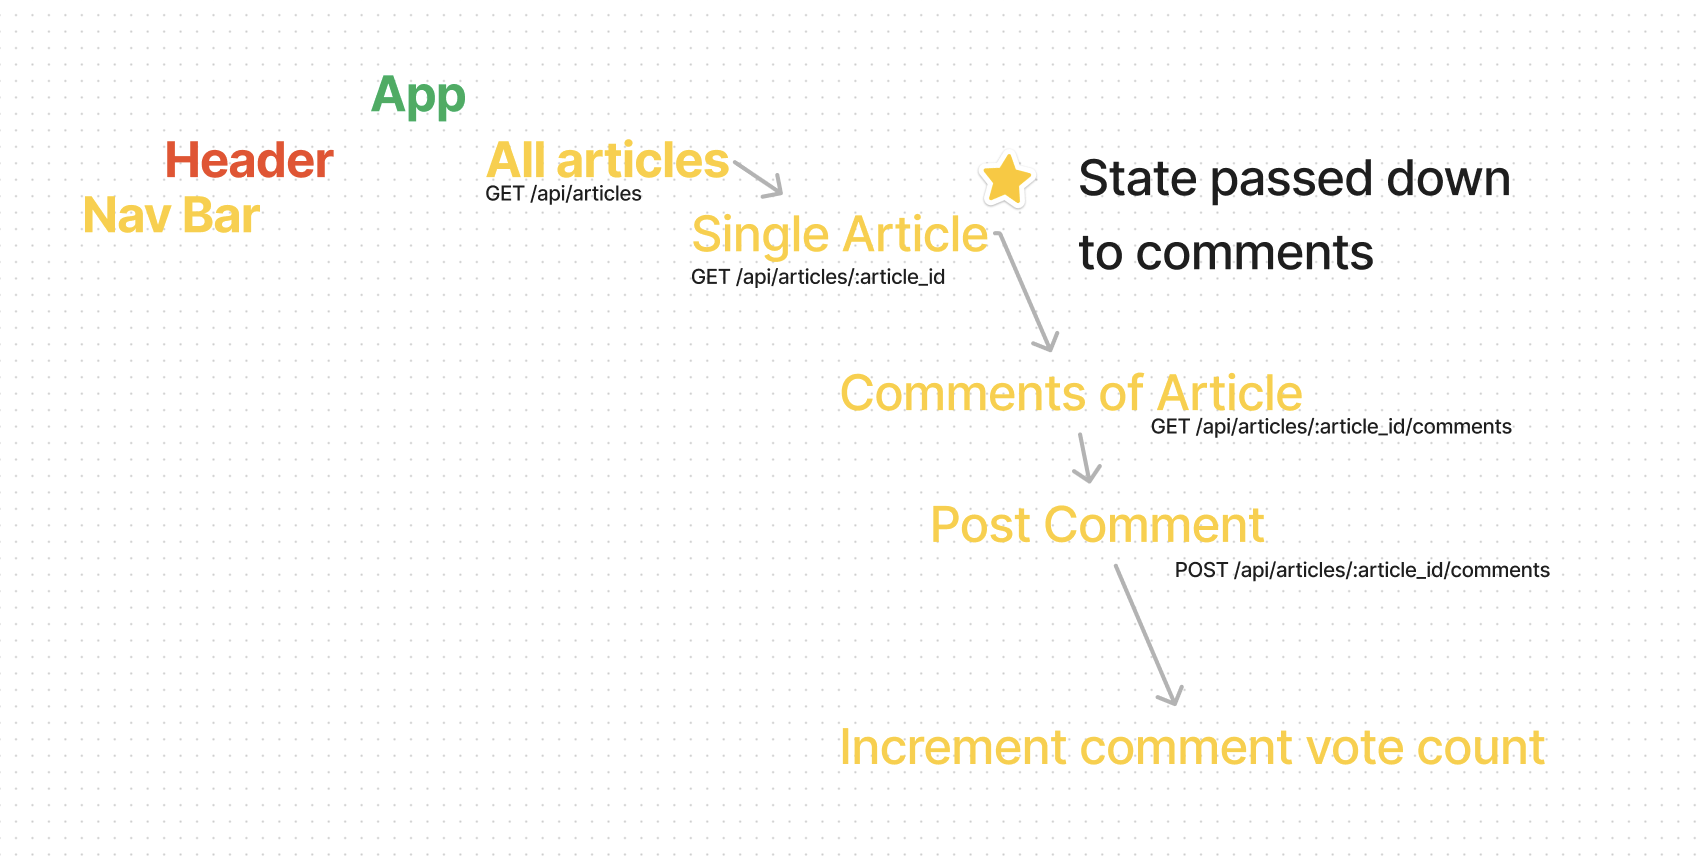 App
Header
Nav Bar
All articles
GET /api/articles
Single Article
GET /api/articles/:article_id
State passed down
to comments
Comments of Article
GET /api/articles/:article_id/comments
Post Comment
POST /api/articles/:article_id/comments
Increment comment vote count